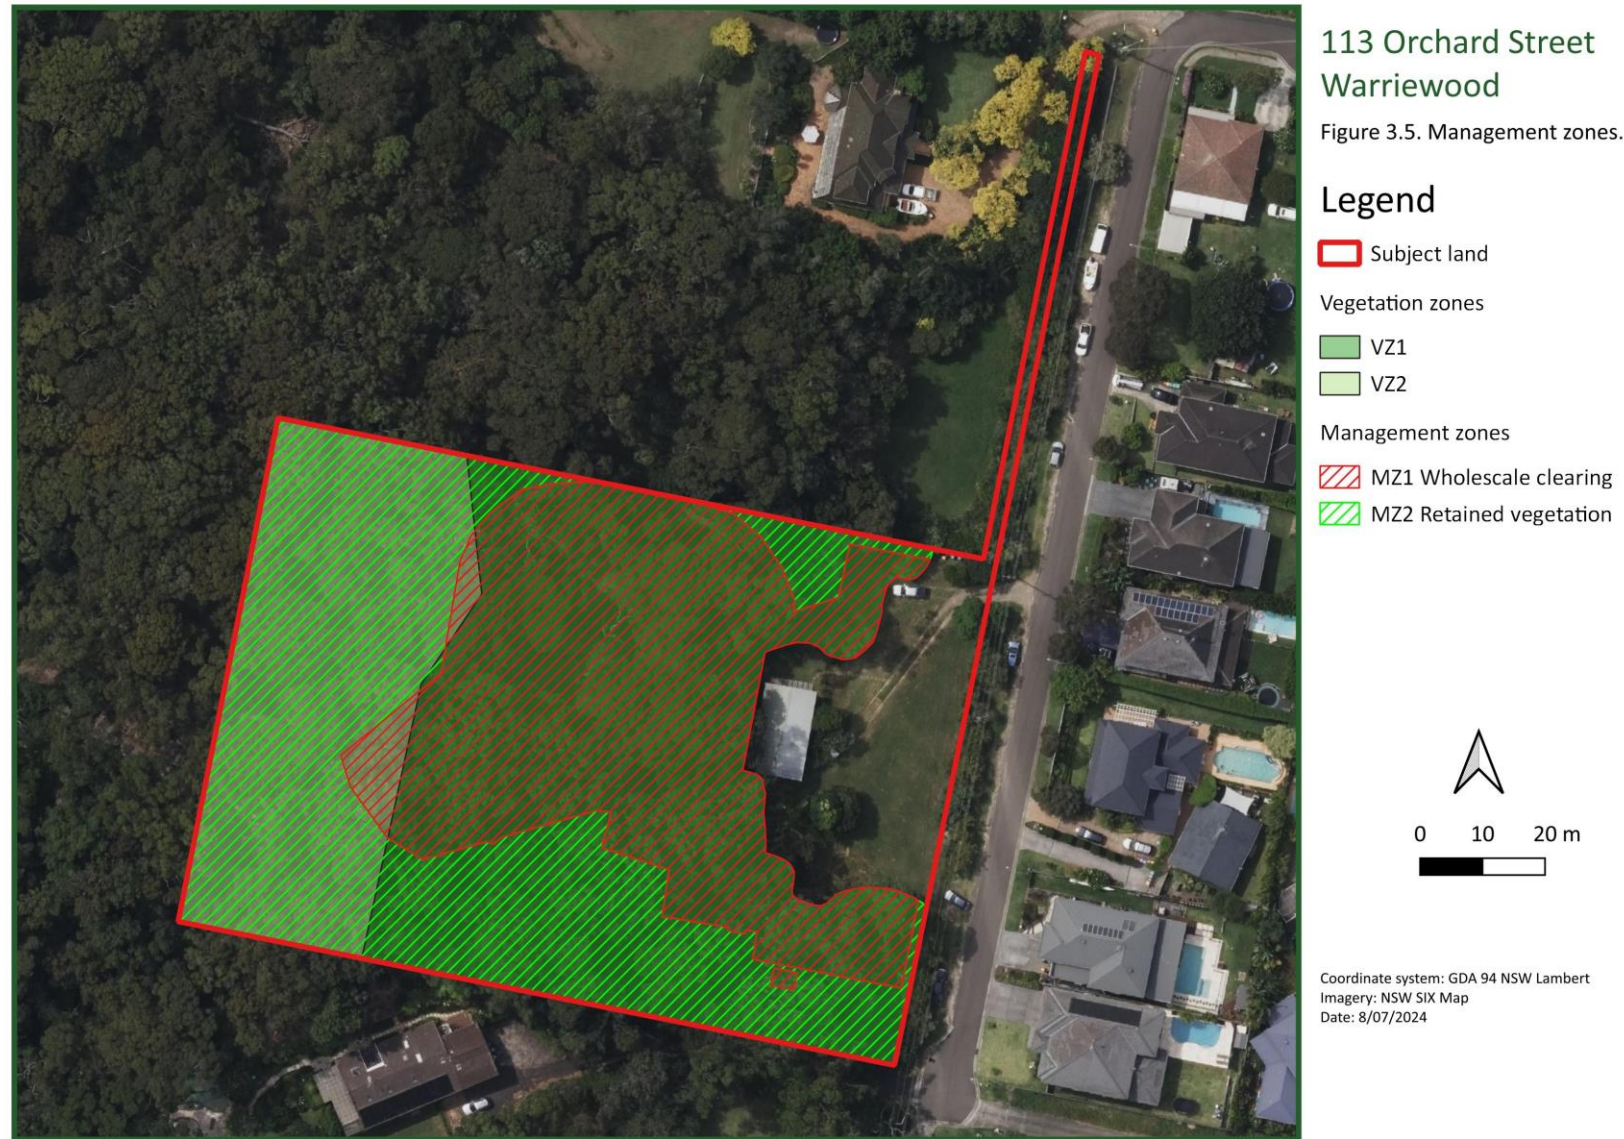 113 Orchard Street
Warriewood
Figure 3.5. Management zones.
Legend
Subject land
Vegetation zones
VZ1
VZ2
Management zones
MZ1 Wholescale clearing
MZ2 Retained vegetation
0 10 20 m
Coordinate system: GDA 94 NSW Lambert
Imagery: NSW SIX Map
Date: 8/07/2024